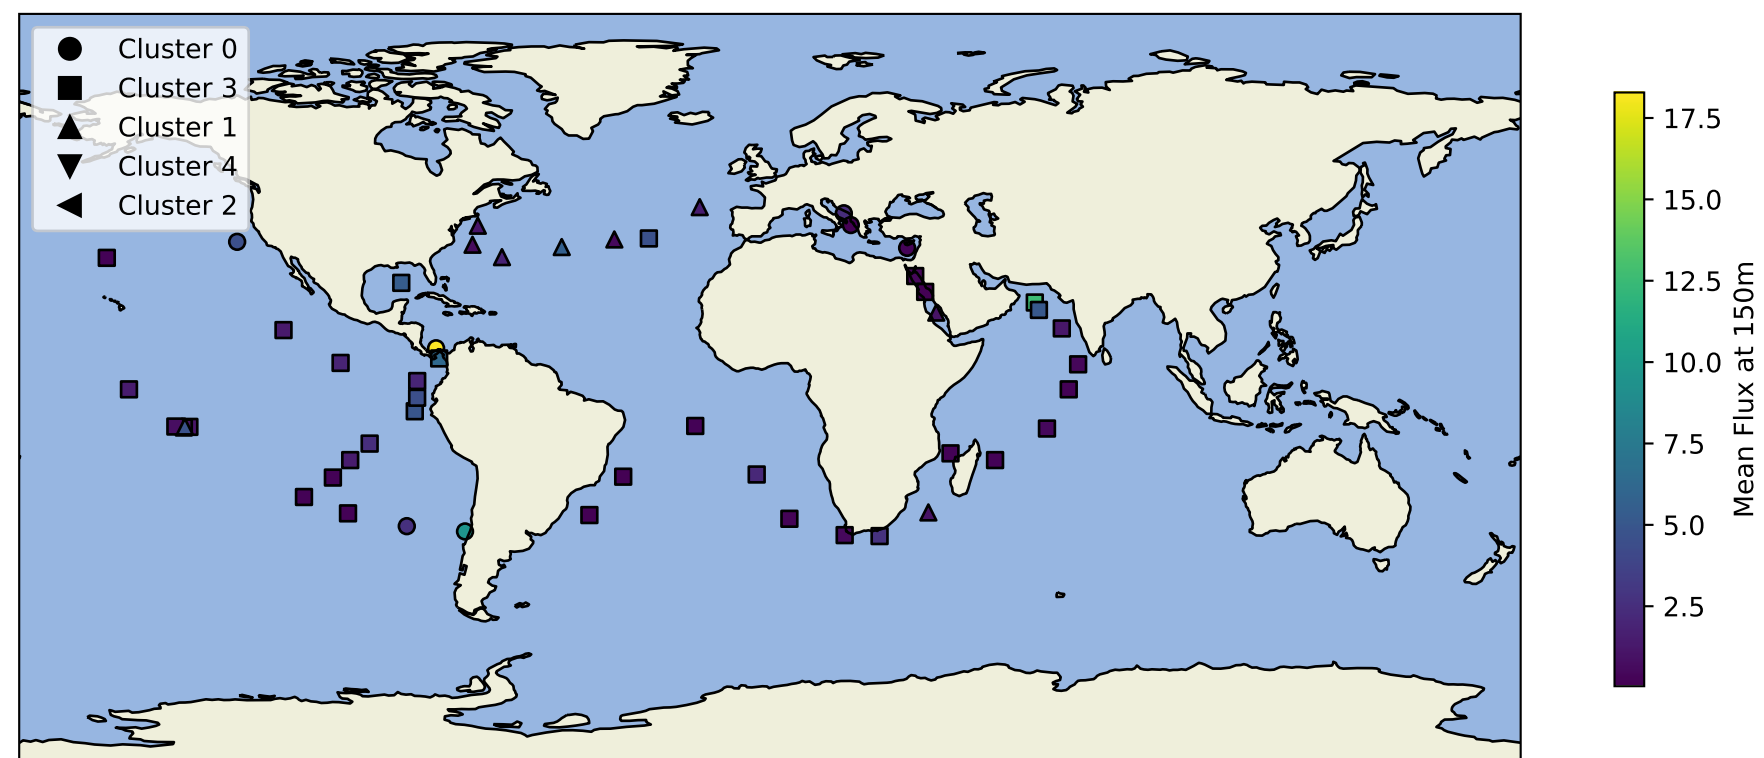 Cluster 0
Cluster 3
Cluster 1
Cluster 4
Cluster 2
17.5
15.0
12.5
10.0
7.5
5.0
2.5
Mean Flux at 150m